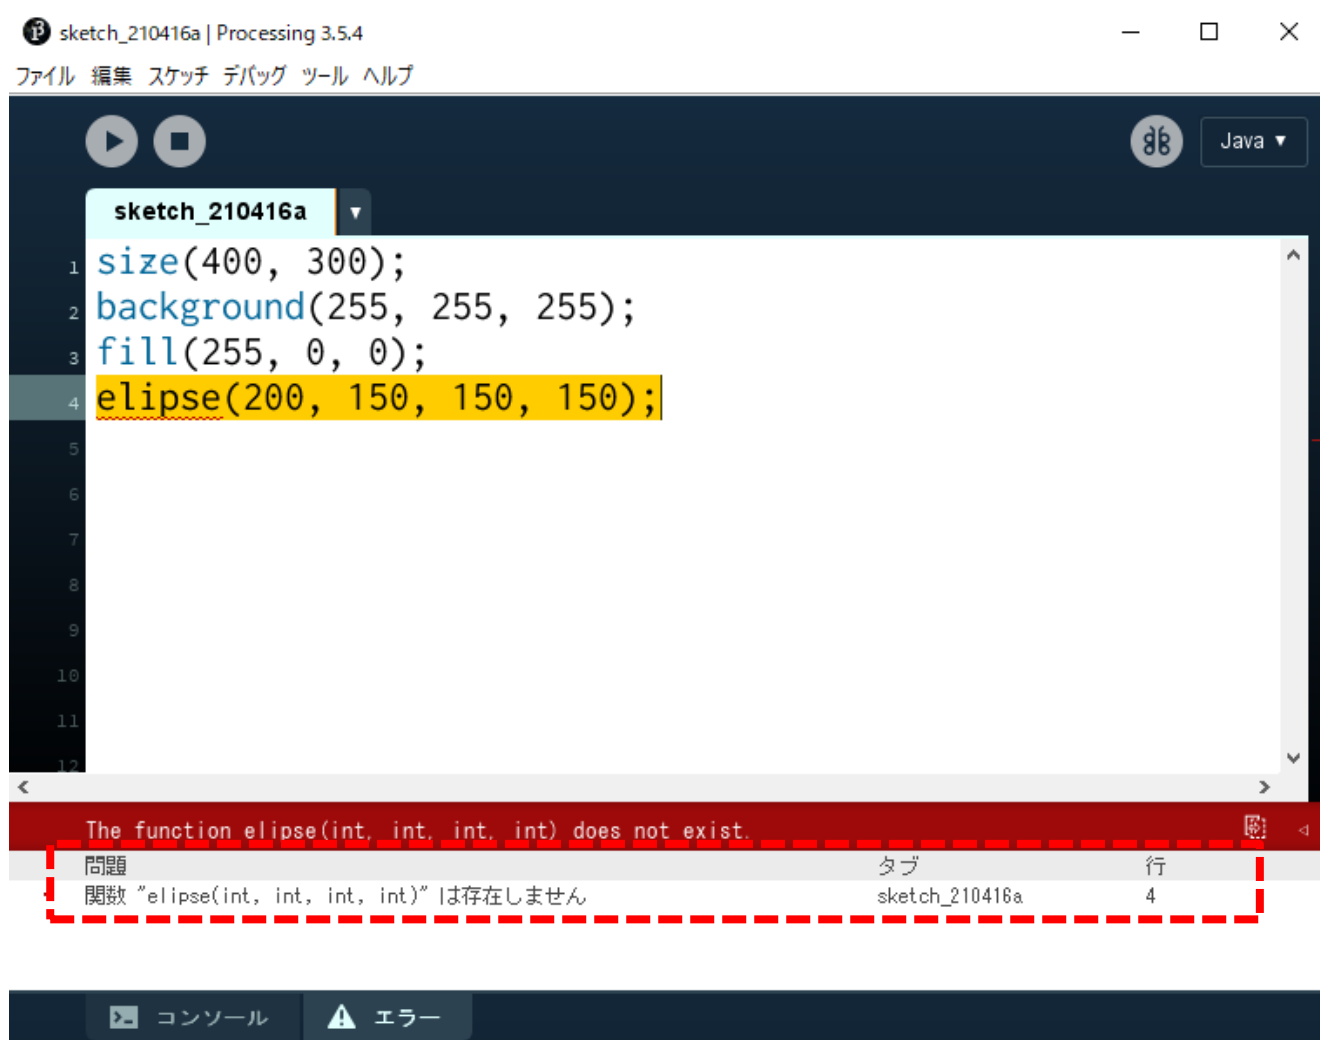 sketch_210416a | Processing 3.5.4
ファイル 編集 スケッチ デバッグ ツール ヘルプ
Java ▼
sketch_210416a ▼
1 size(400, 300);
2 background(255, 255, 255);
3 fill(255, 0, 0);
4 elipse(200, 150, 150, 150);
5
6
7
8
9
10
11
12
The function elipse(int, int, int, int) does not exist.
問題 タブ 行
関数 "elipse(int, int, int, int)" は存在しません sketch_210416a 4
コンソール エラー